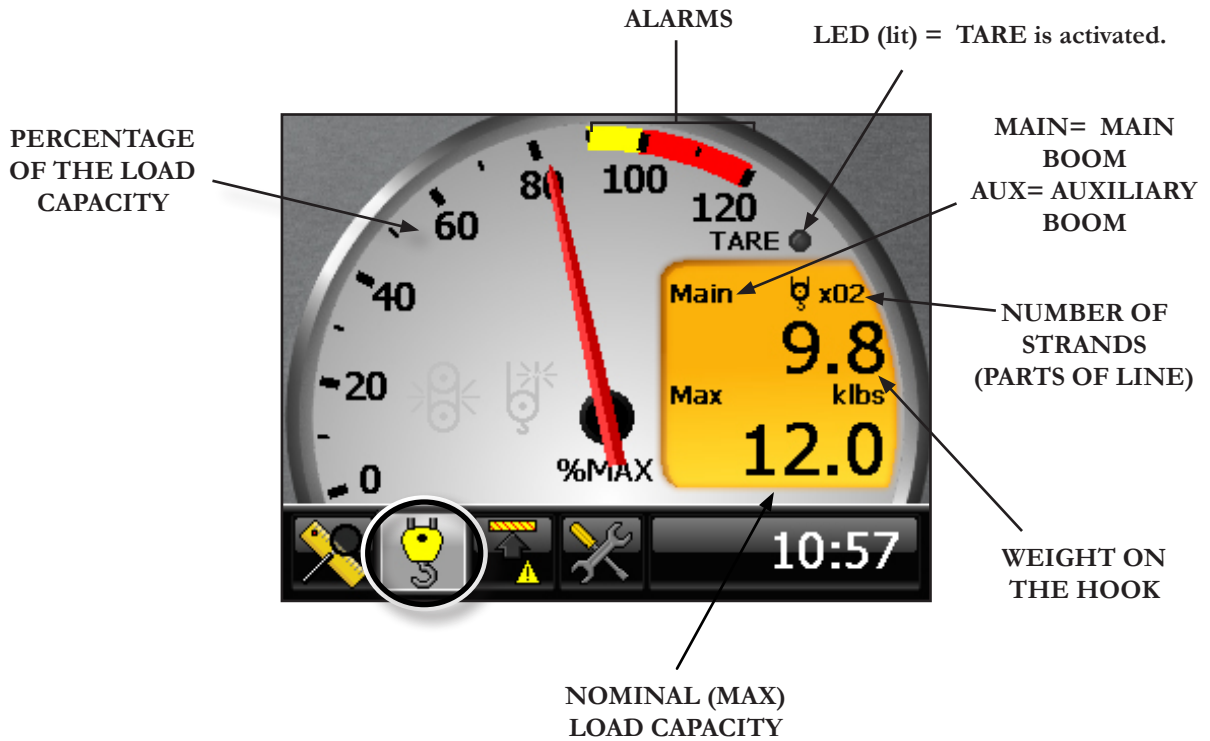 ALARMS
LED (lit) = TARE is activated.
PERCENTAGE
OF THE LOAD
CAPACITY
MAIN= MAIN
BOOM
AUX= AUXILIARY
BOOM
0
20
40
60
80
100
120
TARE
Main
x02
9.8
klbs
Max
12.0
%MAX
10:57
NUMBER OF
STRANDS
(PARTS OF LINE)
WEIGHT ON
THE HOOK
NOMINAL (MAX)
LOAD CAPACITY